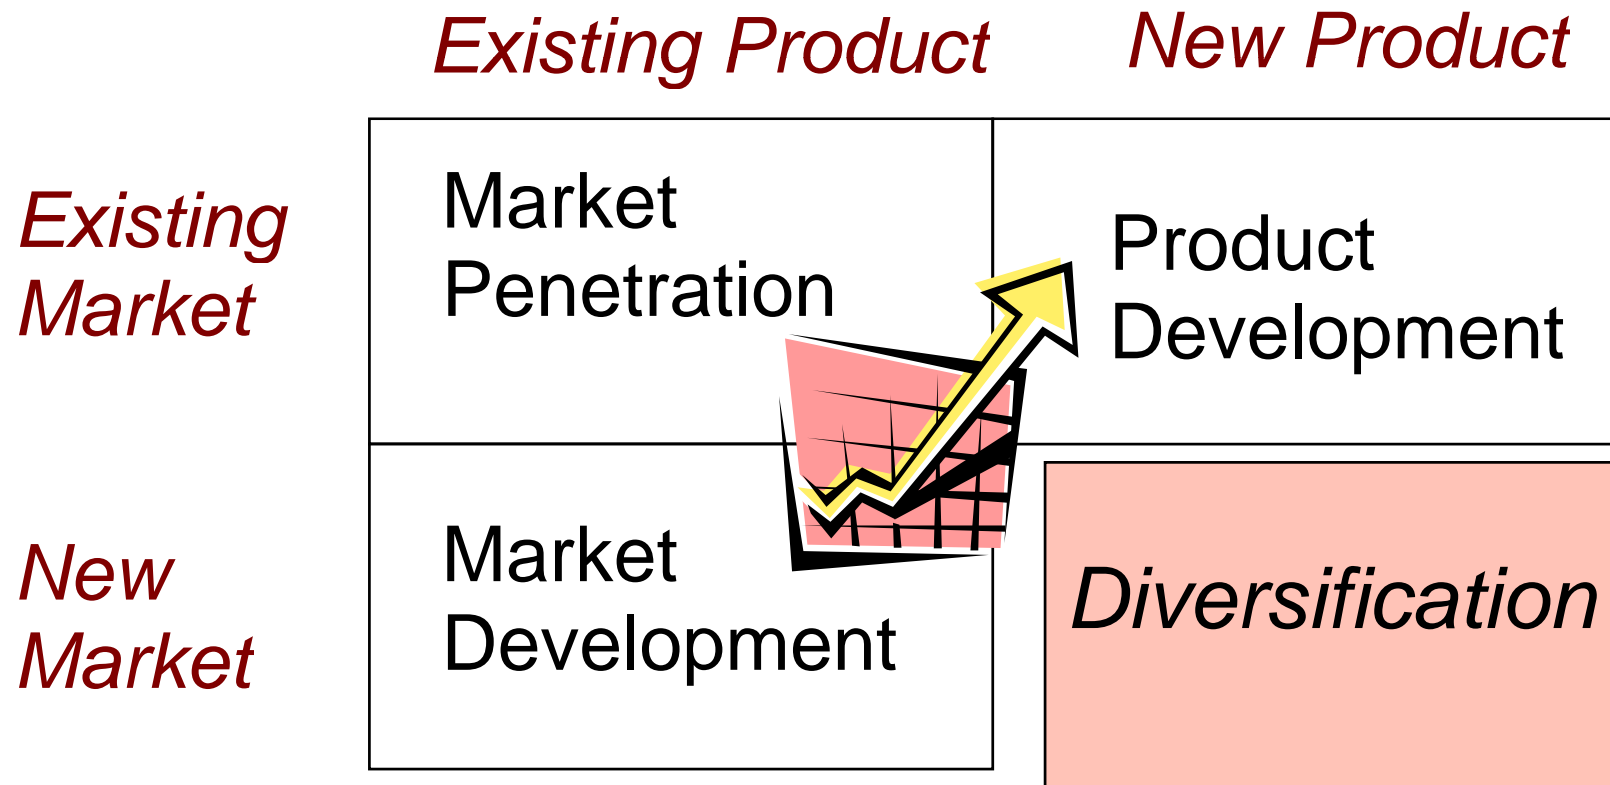 Existing Product
New Product
Existing
Market
Market
Penetration
Product
Development
New
Market
Market
Development
Diversification